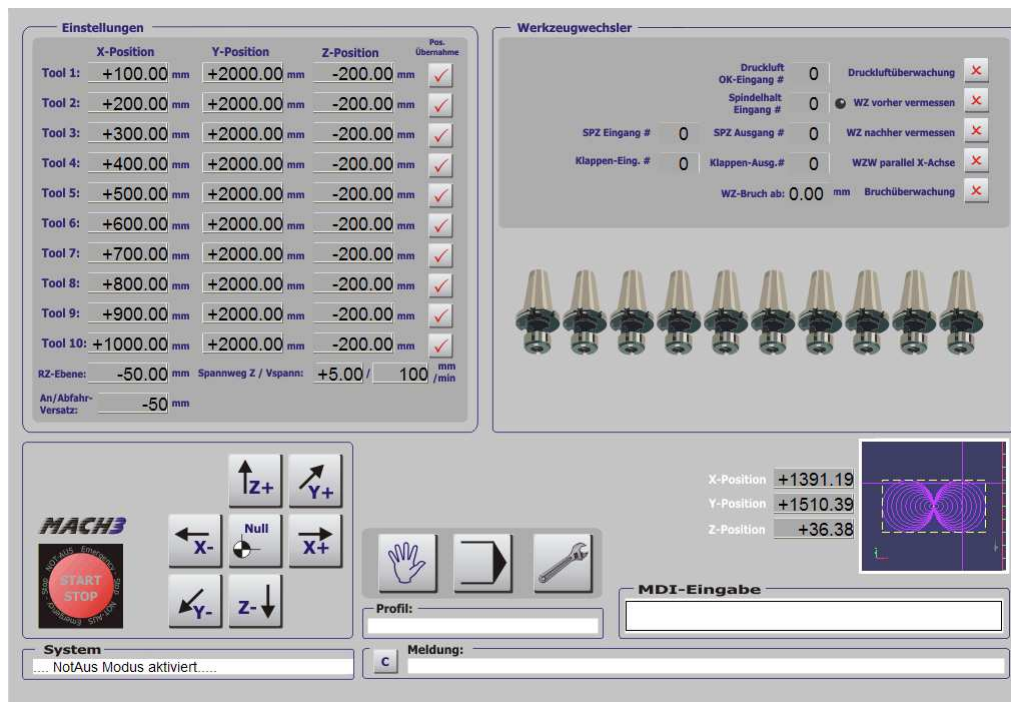 Einstellungen
X-Position Y-Position Z-Position Pos. Übernahme
Tool 1: +100.00 mm +2000.00 mm -200.00 mm
Tool 2: +200.00 mm +2000.00 mm -200.00 mm
Tool 3: +300.00 mm +2000.00 mm -200.00 mm
Tool 4: +400.00 mm +2000.00 mm -200.00 mm
Tool 5: +500.00 mm +2000.00 mm -200.00 mm
Tool 6: +600.00 mm +2000.00 mm -200.00 mm
Tool 7: +700.00 mm +2000.00 mm -200.00 mm
Tool 8: +800.00 mm +2000.00 mm -200.00 mm
Tool 9: +900.00 mm +2000.00 mm -200.00 mm
Tool 10: +1000.00 mm +2000.00 mm -200.00 mm
RZ-Ebene: -50.00 mm Spannweg Z / Vspann: +5.00 / 100 mm /min
An/Abfahr-
Versatz: -50 mm
Werkzeugwechsler
Druckluft
OK-Eingang # 0 Druckluftüberwachung
Spindelhalt
Eingang # 0 WZ vorher vermessen
SPZ Eingang # 0 SPZ Ausgang # 0 WZ nachher vermessen
Klappen-Eing. # 0 Klappen-Ausg.# 0 WZW parallel X-Achse
WZ-Bruch ab: 0.00 mm Bruchüberwachung
Z+ Y+
X- Null X+
Y- Z-
MACH3
NOT-AUS Emergency - Stop NOT-AUS Emergency - Stop
START
STOP
System
.... NotAus Modus aktiviert.....
Profil:
C Meldung:
X-Position +1391.19
Y-Position +1510.39
Z-Position +36.38
MDI-Eingabe